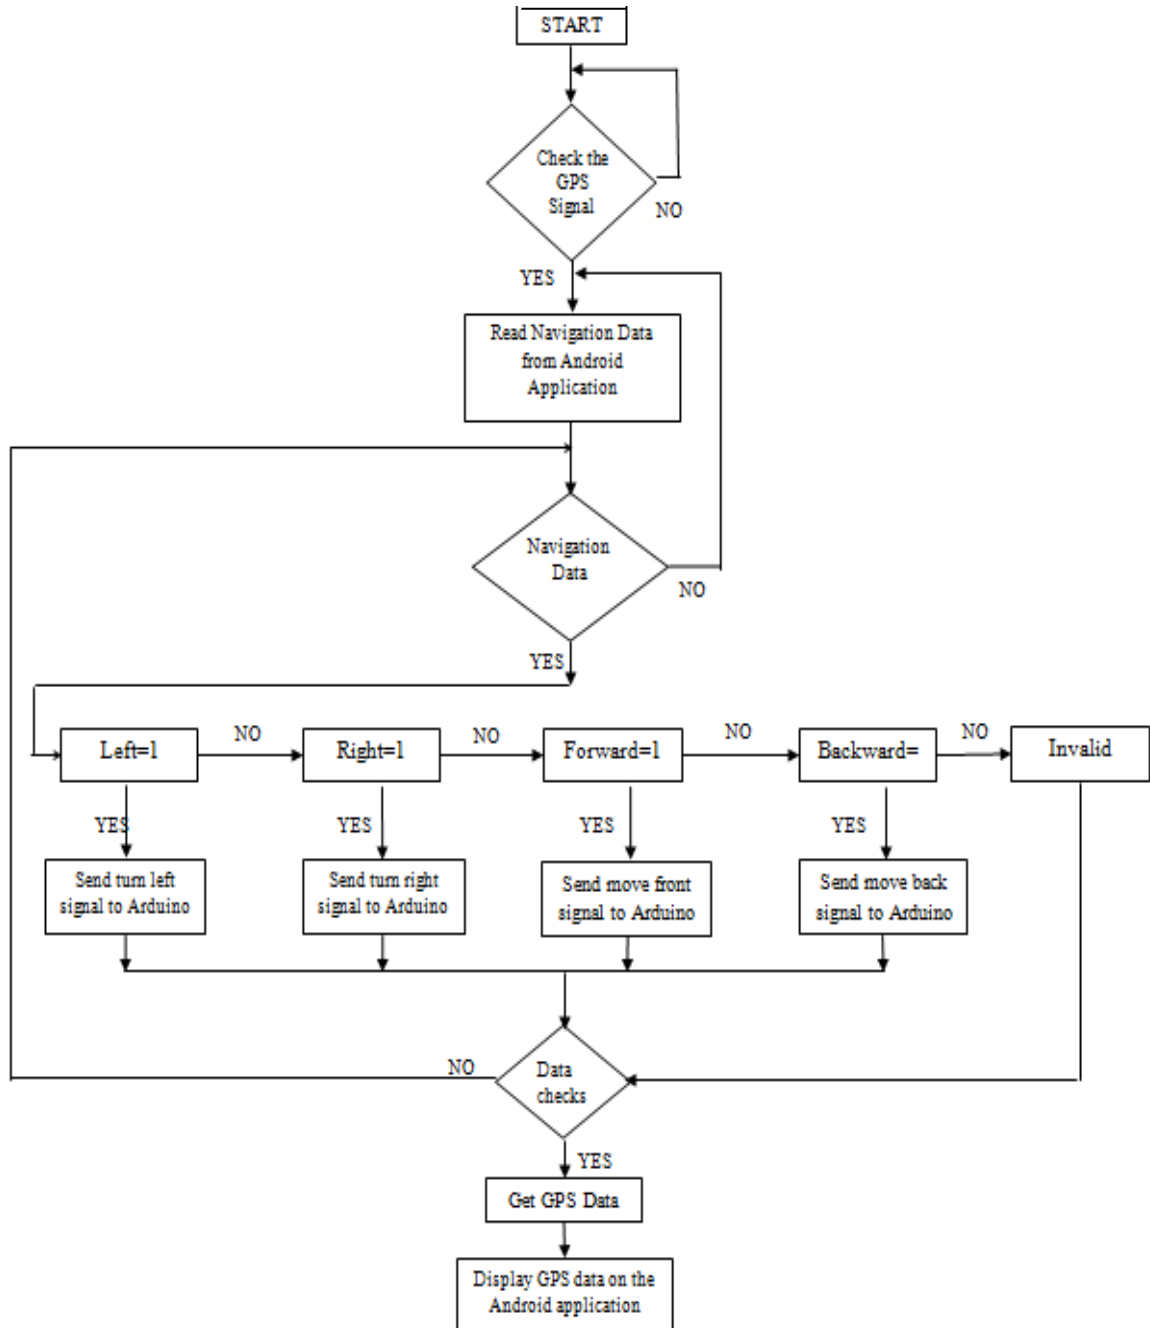 START
Check the
GPS
Signal
NO
YES
Read Navigation Data
from Android
Application
Navigation
Data
NO
YES
Left=1
NO
Right=1
NO
Forward=1
NO
Backward=
NO
Invalid
YES
YES
YES
YES
Send turn left
signal to Arduino
Send turn right
signal to Arduino
Send move front
signal to Arduino
Send move back
signal to Arduino
NO
Data
checks
YES
Get GPS Data
Display GPS data on the
Android application